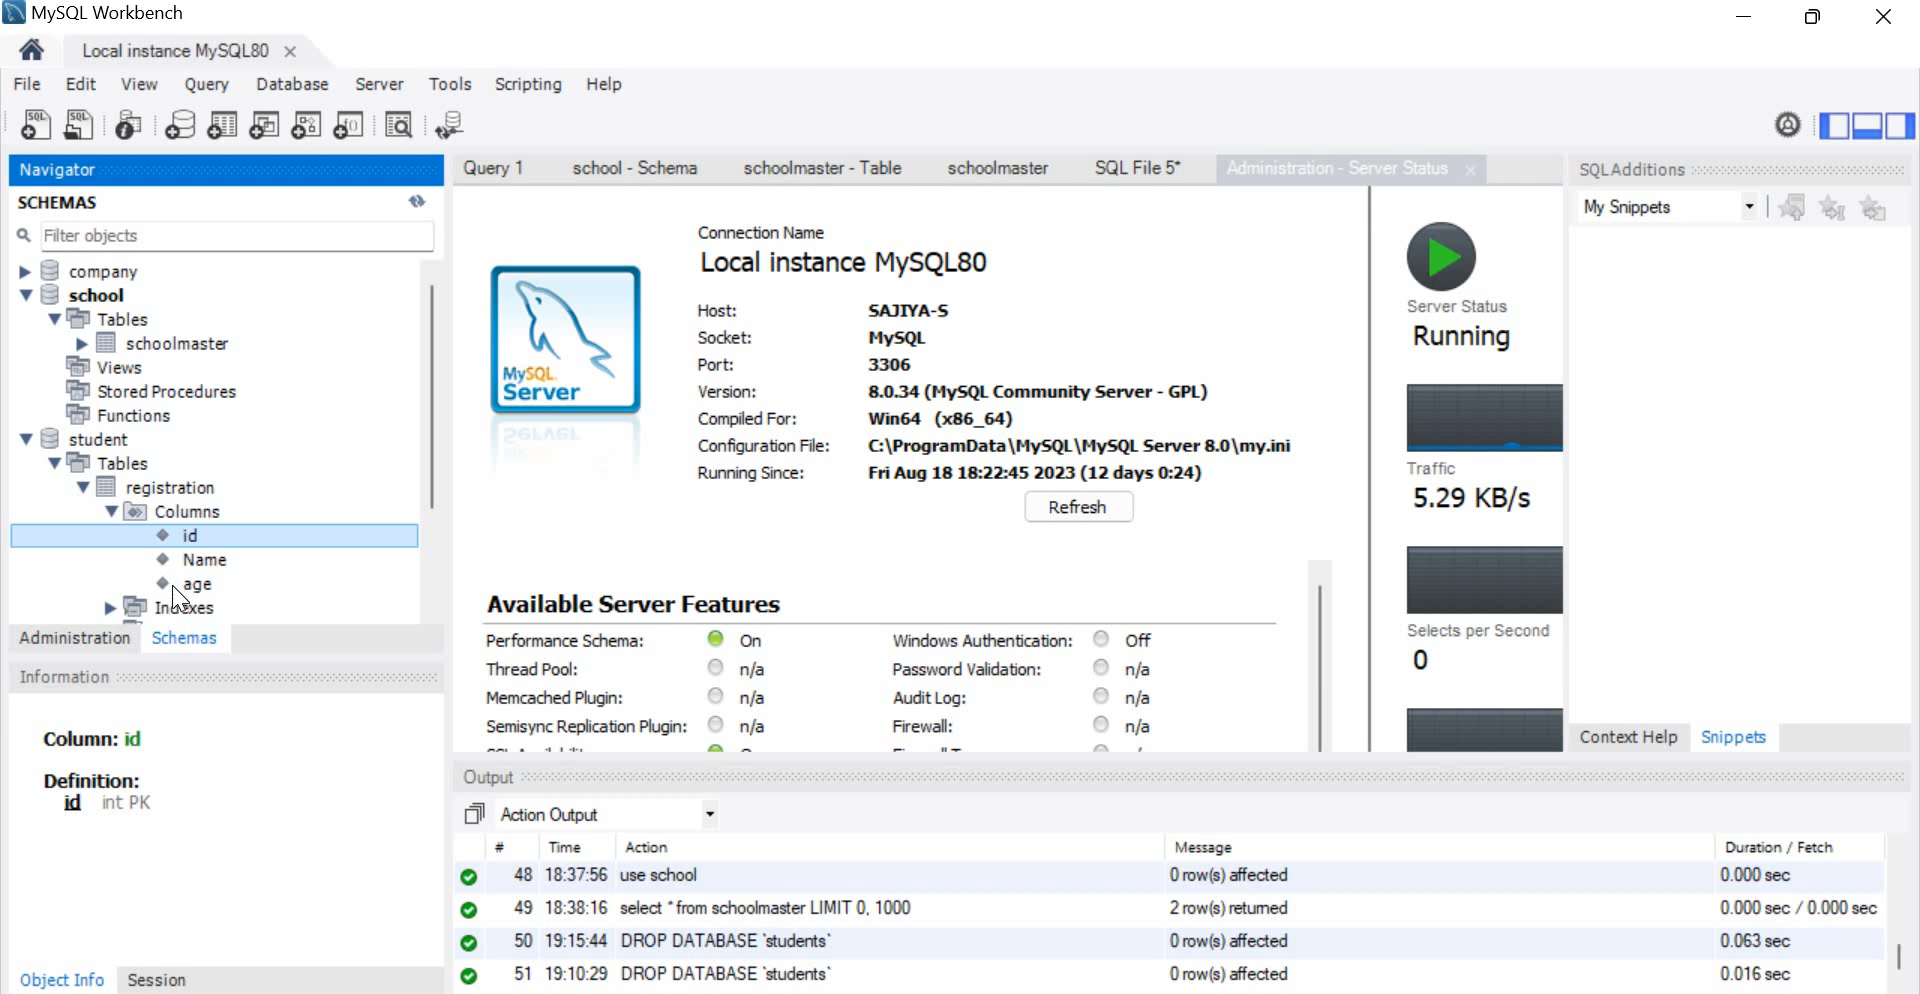 MySQL Workbench
Local instance MySQL80
File Edit View Query Database Server Tools Scripting Help
Navigator
SCHEMAS
Filter objects
company
school
Tables
schoolmaster
Views
Stored Procedures
Functions
student
Tables
registration
Columns
id
Name
age
Indexes
Administration Schemas
Information
Column: id
Definition:
id int PK
Object Info Session
Query 1 school - Schema schoolmaster - Table schoolmaster SQL File 5* Administration - Server Status
MySQL
Server
Connection Name
Local instance MySQL80
Host: SAJIYA-S
Socket: MySQL
Port: 3306
Version: 8.0.34 (MySQL Community Server - GPL)
Compiled For: Win64 (x86_64)
Configuration File: C:\ProgramData\MySQL\MySQL Server 8.0\my.ini
Running Since: Fri Aug 18 18:22:45 2023 (12 days 0:24)
Refresh
Available Server Features
Performance Schema: On Windows Authentication: Off
Thread Pool: n/a Password Validation: n/a
Memcached Plugin: n/a Audit Log: n/a
Semisync Replication Plugin: n/a Firewall: n/a
Server Status
Running
Traffic
5.29 KB/s
Selects per Second
0
SQLAdditions
My Snippets
Context Help Snippets
Output
Action Output
# Time Action Message Duration / Fetch
48 18:37:56 use school 0 row(s) affected 0.000 sec
49 18:38:16 select * from schoolmaster LIMIT 0, 1000 2 row(s) returned 0.000 sec / 0.000 sec
50 19:15:44 DROP DATABASE `students` 0 row(s) affected 0.063 sec
51 19:10:29 DROP DATABASE `students` 0 row(s) affected 0.016 sec